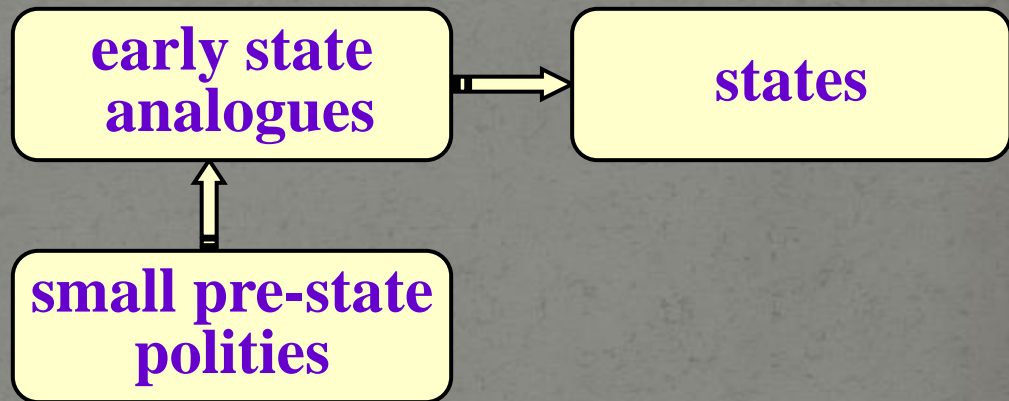 early state
analogues
states
small pre-state
polities